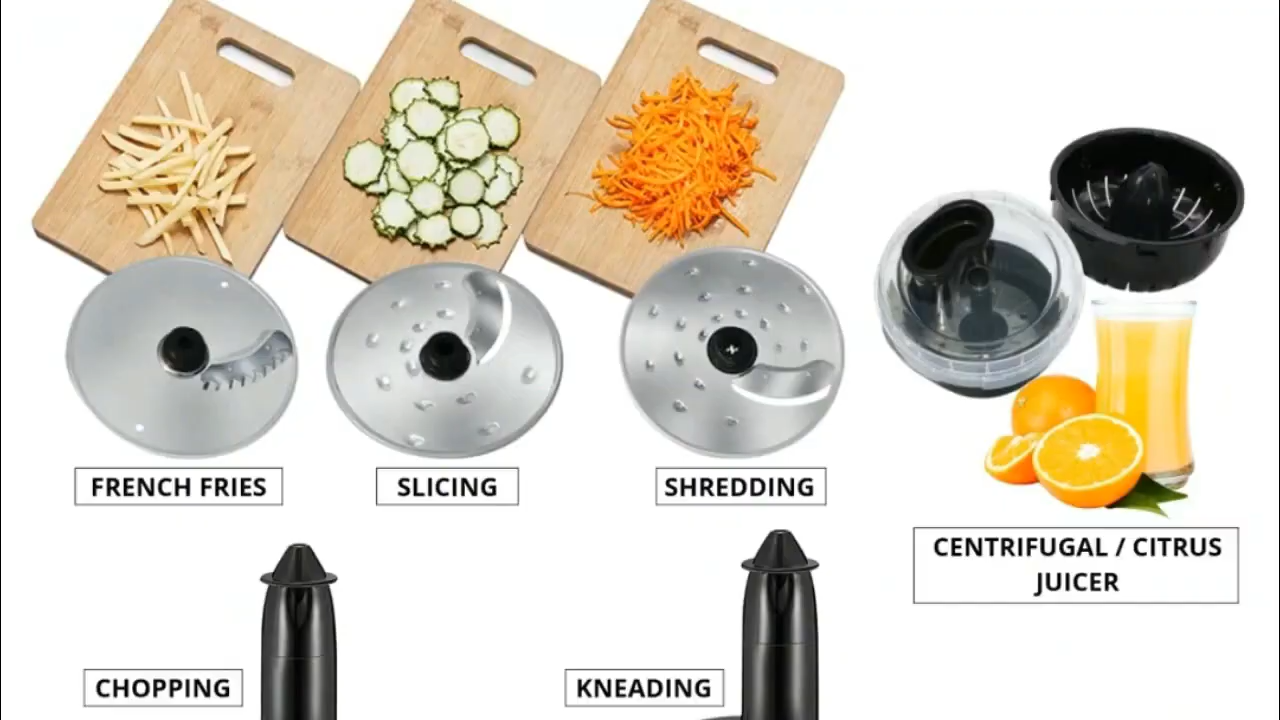 FRENCH FRIES
SLICING
SHREDDING
CENTRIFUGAL / CITRUS
JUICER
CHOPPING
KNEADING